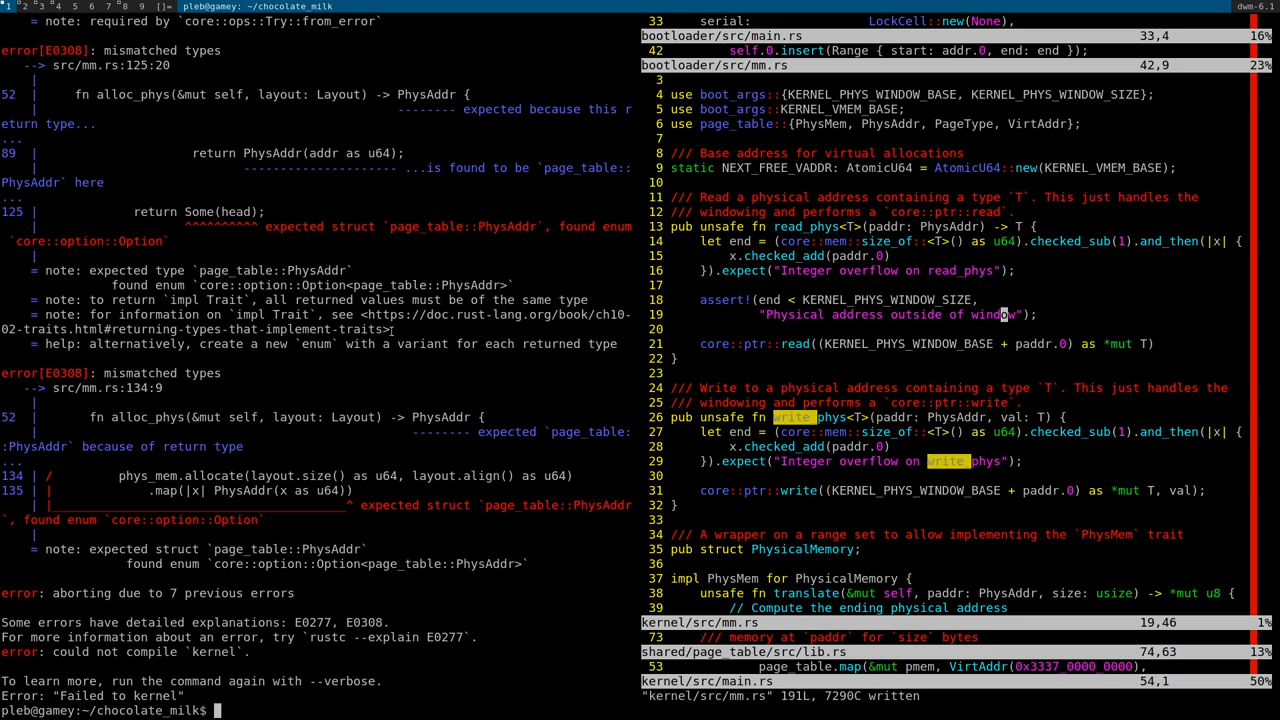 1 2 3 4 5 6 7 8 9 []= pleb@gamey: ~/chocolate_milk dwm-6.1
= note: required by `core::ops::Try::from_error`
error[E0308]: mismatched types
--> src/mm.rs:125:20
|
52 | fn alloc_phys(&mut self, layout: Layout) -> PhysAddr {
| -------- expected because this r
eturn type...
...
89 | return PhysAddr(addr as u64);
| -------------------- ...is found to be `page_table::
PhysAddr` here
...
125 | return Some(head);
| ^^^^^^^^^^ expected struct `page_table::PhysAddr`, found enum
`core::option::Option`
|
= note: expected type `page_table::PhysAddr`
found enum `core::option::Option<page_table::PhysAddr>`
= note: to return `impl Trait`, all returned values must be of the same type
= note: for information on `impl Trait`, see <https://doc.rust-lang.org/book/ch10-
02-traits.html#returning-types-that-implement-traits>
= help: alternatively, create a new `enum` with a variant for each returned type
error[E0308]: mismatched types
--> src/mm.rs:134:9
|
52 | fn alloc_phys(&mut self, layout: Layout) -> PhysAddr {
| -------- expected `page_table:
:PhysAddr` because of return type
...
134 | / phys_mem.allocate(layout.size() as u64, layout.align() as u64)
135 | | .map(|x| PhysAddr(x as u64))
| |_______________________________________^ expected struct `page_table::PhysAddr
`, found enum `core::option::Option`
|
= note: expected struct `page_table::PhysAddr`
found enum `core::option::Option<page_table::PhysAddr>`
error: aborting due to 7 previous errors
Some errors have detailed explanations: E0277, E0308.
For more information about an error, try `rustc --explain E0277`.
error: could not compile `kernel`.
To learn more, run the command again with --verbose.
Error: "Failed to kernel"
pleb@gamey:~/chocolate_milk$
33 serial: LockCell::new(None),
bootloader/src/main.rs 33,4 16%
42 self.0.insert(Range { start: addr.0, end: end });
bootloader/src/mm.rs 42,9 23%
3
4 use boot_args::{KERNEL_PHYS_WINDOW_BASE, KERNEL_PHYS_WINDOW_SIZE};
5 use boot_args::KERNEL_VMEM_BASE;
6 use page_table::{PhysMem, PhysAddr, PageType, VirtAddr};
7
8 /// Base address for virtual allocations
9 static NEXT_FREE_VADDR: AtomicU64 = AtomicU64::new(KERNEL_VMEM_BASE);
10
11 /// Read a physical address containing a type `T`. This just handles the
12 /// windowing and performs a `core::ptr::read`.
13 pub unsafe fn read_phys<T>(paddr: PhysAddr) -> T {
14 let end = (core::mem::size_of::<T>() as u64).checked_sub(1).and_then(|x| {
15 x.checked_add(paddr.0)
16 }).expect("Integer overflow on read_phys");
17
18 assert!(end < KERNEL_PHYS_WINDOW_SIZE,
19 "Physical address outside of window");
20
21 core::ptr::read((KERNEL_PHYS_WINDOW_BASE + paddr.0) as *mut T)
22 }
23
24 /// Write to a physical address containing a type `T`. This just handles the
25 /// windowing and performs a `core::ptr::write`.
26 pub unsafe fn write_phys<T>(paddr: PhysAddr, val: T) {
27 let end = (core::mem::size_of::<T>() as u64).checked_sub(1).and_then(|x| {
28 x.checked_add(paddr.0)
29 }).expect("Integer overflow on write_phys");
30
31 core::ptr::write((KERNEL_PHYS_WINDOW_BASE + paddr.0) as *mut T, val);
32 }
33
34 /// A wrapper on a range set to allow implementing the `PhysMem` trait
35 pub struct PhysicalMemory;
36
37 impl PhysMem for PhysicalMemory {
38 unsafe fn translate(&mut self, paddr: PhysAddr, size: usize) -> *mut u8 {
39 // Compute the ending physical address
kernel/src/mm.rs 19,46 1%
73 /// memory at `paddr` for `size` bytes
shared/page_table/src/lib.rs 74,63 13%
53 page_table.map(&mut pmem, VirtAddr(0x3337_0000_0000),
kernel/src/main.rs 54,1 50%
"kernel/src/mm.rs" 191L, 7290C written